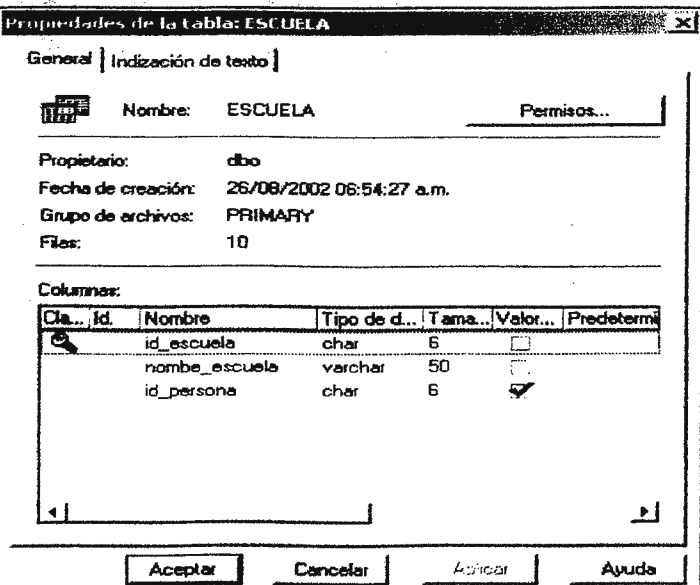 Propiedades de la tabla: ESCUELA
General Indización de texto
Nombre: ESCUELA Permisos...
Propietario: dbo
Fecha de creación: 26/08/2002 06:54:27 a.m.
Grupo de archivos: PRIMARY
Filas: 10
Columnas:
Cla... Id. Nombre Tipo de d... Tama... Valor... Predetermi
id_escuela char 6
nombe_escuela varchar 50
id_persona char 6
Aceptar Cancelar Aplicar Ayuda